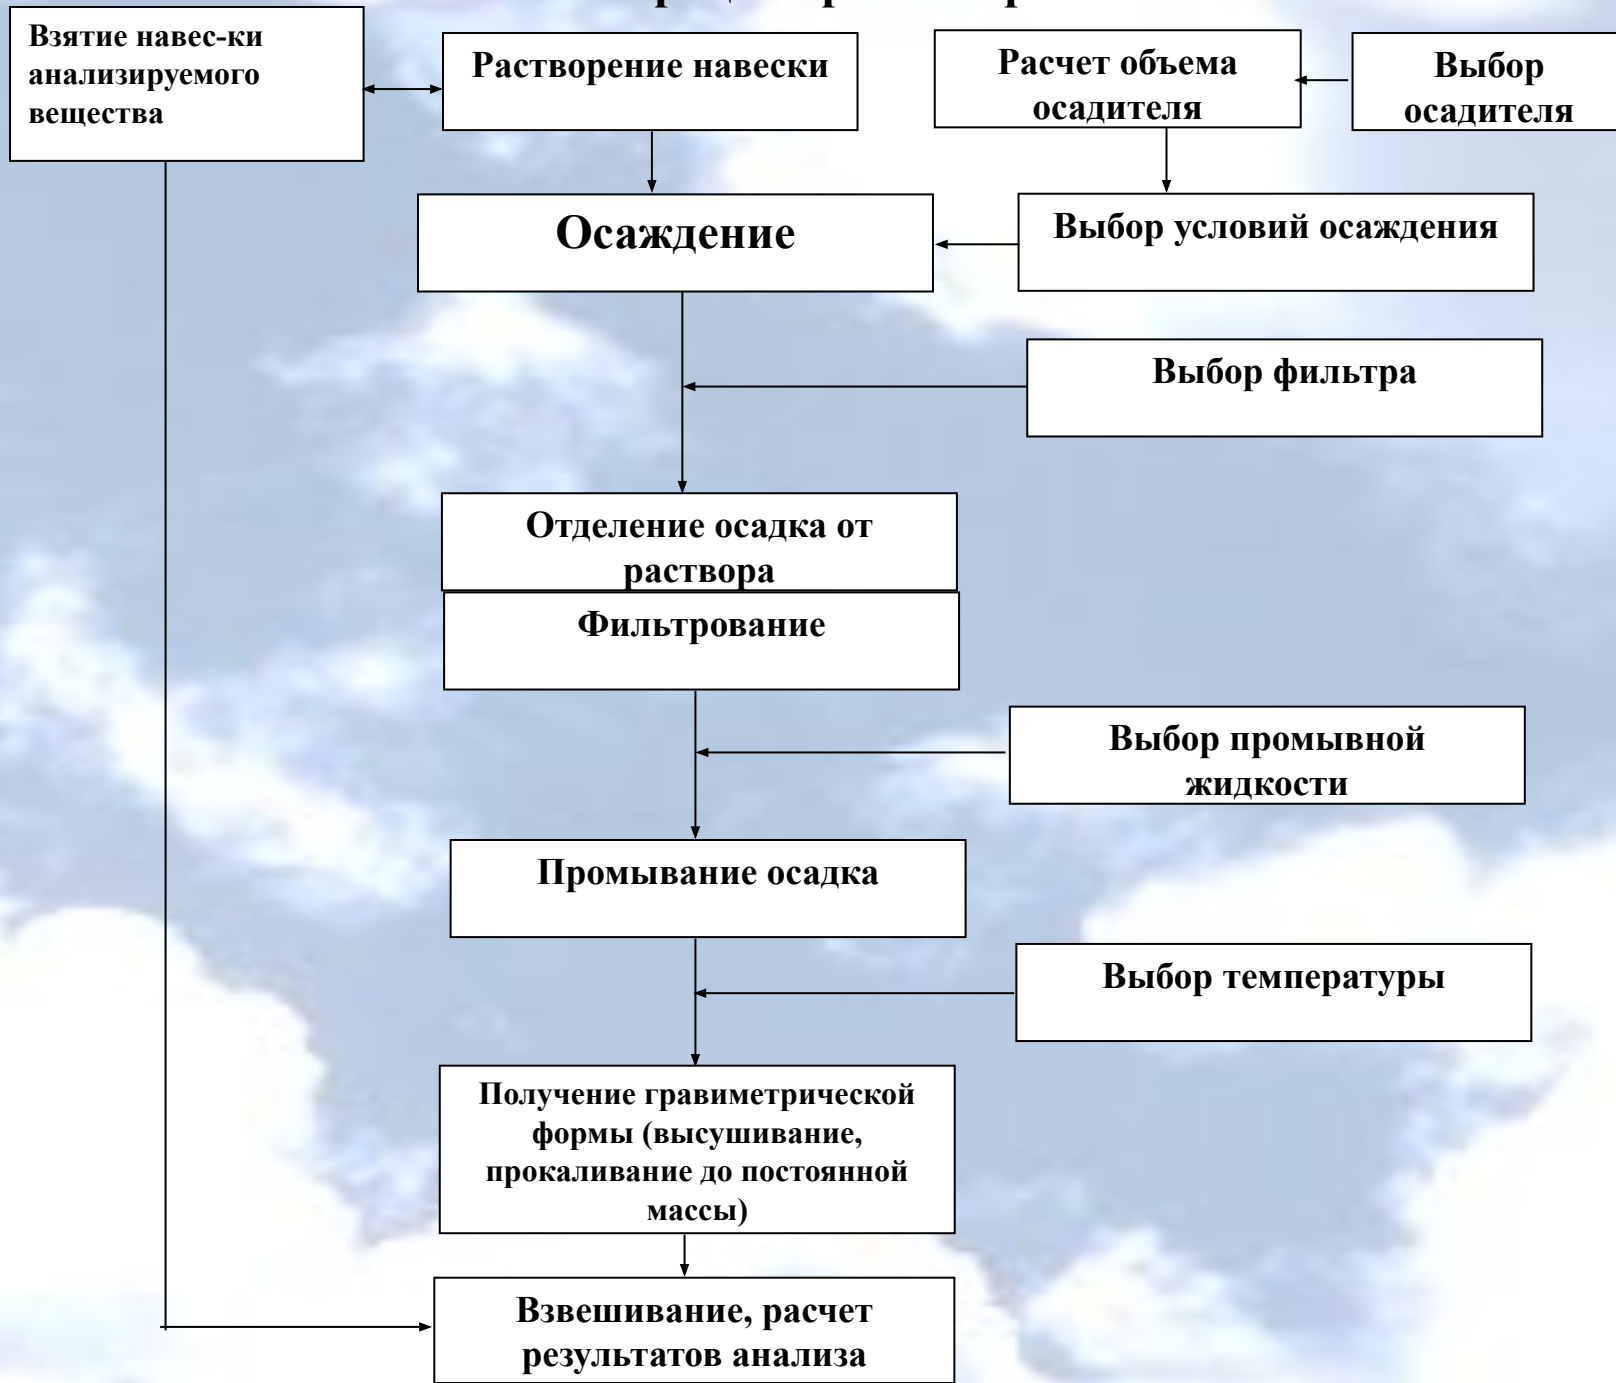 Взятие навес-ки
анализируемого
вещества
Растворение навески
Расчет объема
осадителя
Выбор
осадителя
Осаждение
Выбор условий осаждения
Выбор фильтра
Отделение осадка от
раствора
Фильтрование
Выбор промывной
жидкости
Промывание осадка
Выбор температуры
Получение гравиметрической
формы (высушивание,
прокаливание до постоянной
массы)
Взвешивание, расчет
результатов анализа